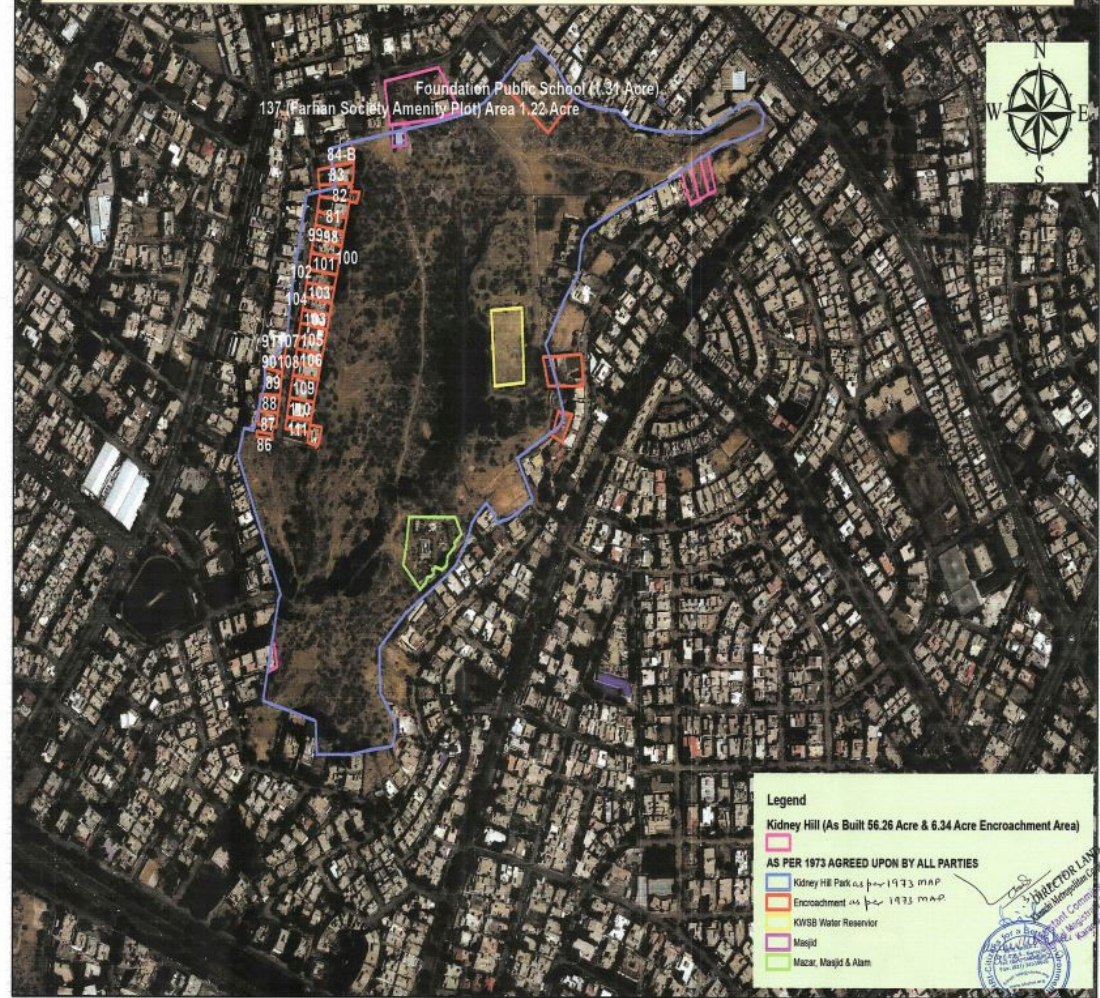 N
W E
S
Foundation Public School (1.31 Acre)
137 (Farhan Society Amenity Plot) Area 1.22 Acre
84-B
83
82
81
9998
100
101
102
103
104
103
91 107 105
90 108 106
89
109
88
110
87
111
86
Legend
Kidney Hill (As Built 56.26 Acre & 6.34 Acre Encroachment Area)
AS PER 1973 AGREED UPON BY ALL PARTIES
Kidney Hill Park as per 1973 MAP
Encroachment as per 1973 MAP.
KWSB Water Reservior
Masjid
Mazar, Masjid & Alam
DIRECTOR LAND
Karachi Metropolitan